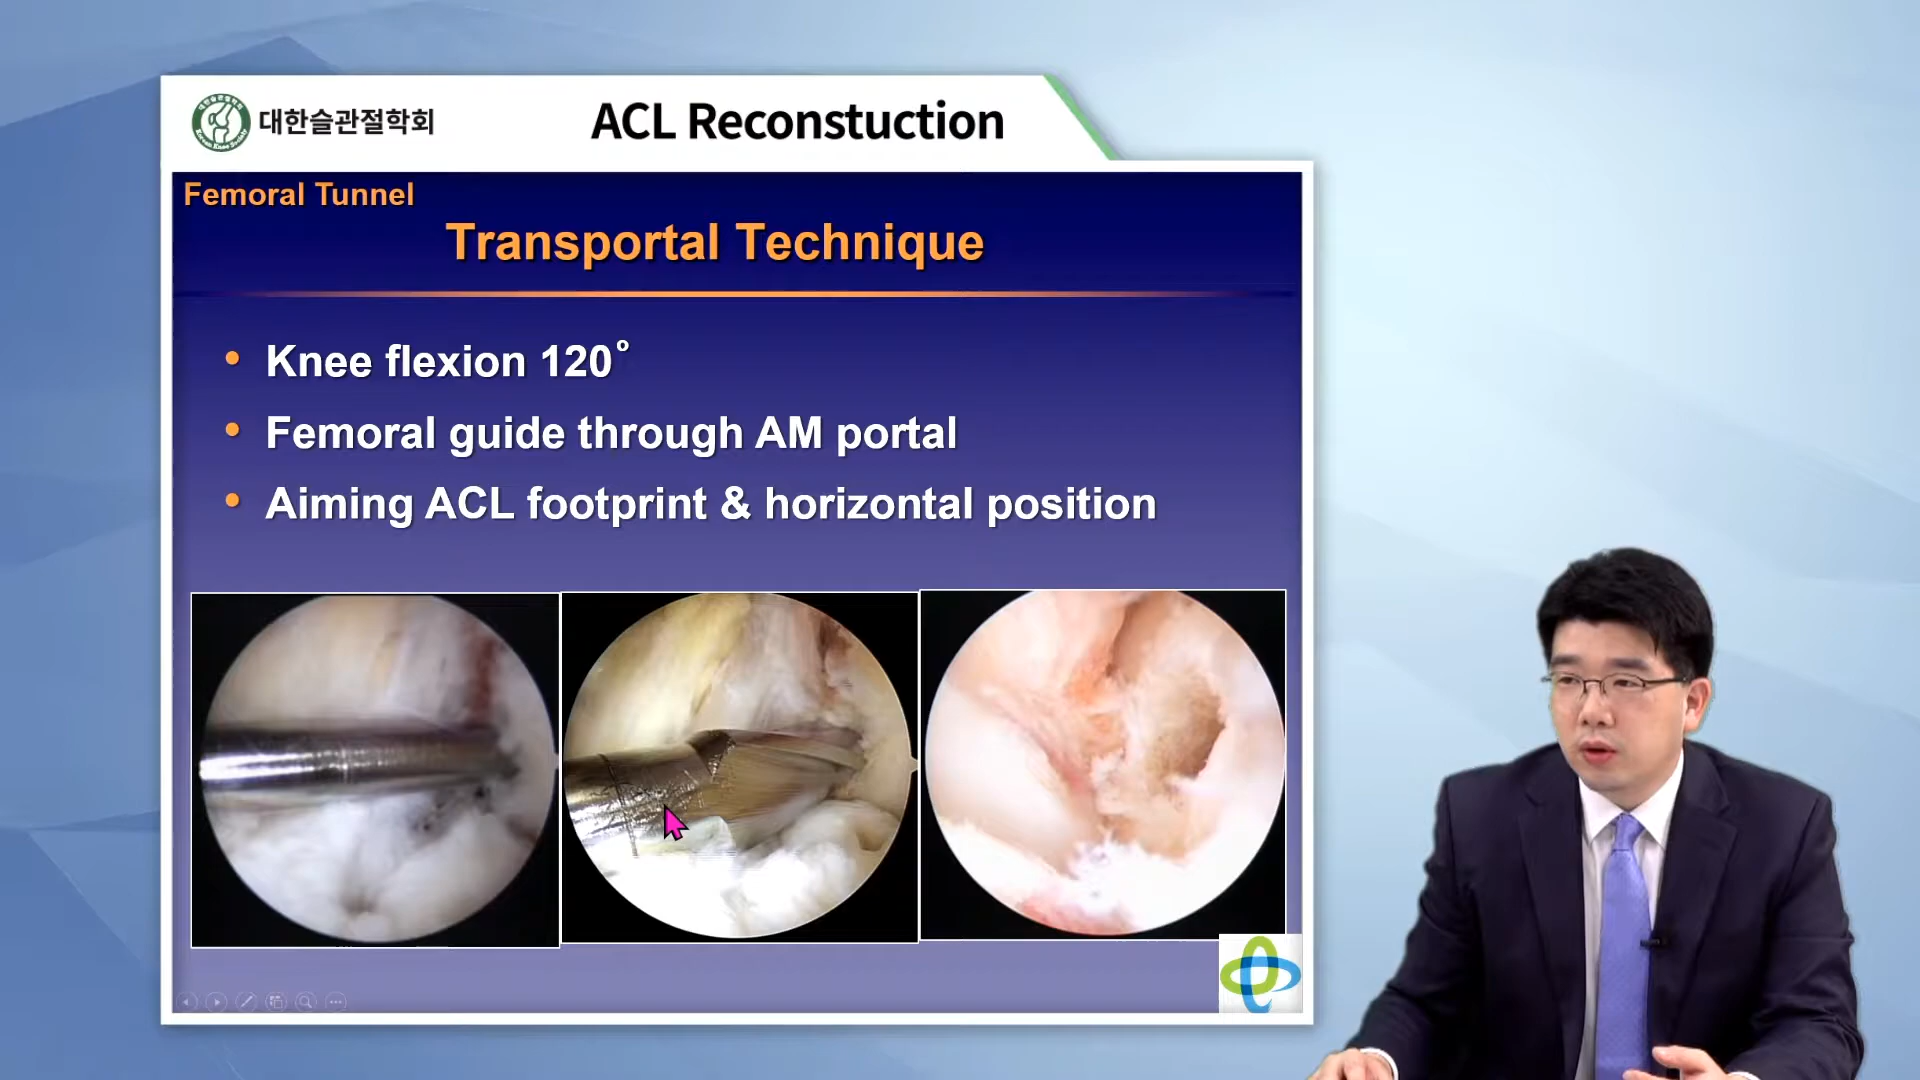 대한슬관절학회
ACL Reconstuction
Femoral Tunnel
Transportal Technique
• Knee flexion 120˚
• Femoral guide through AM portal
• Aiming ACL footprint & horizontal position